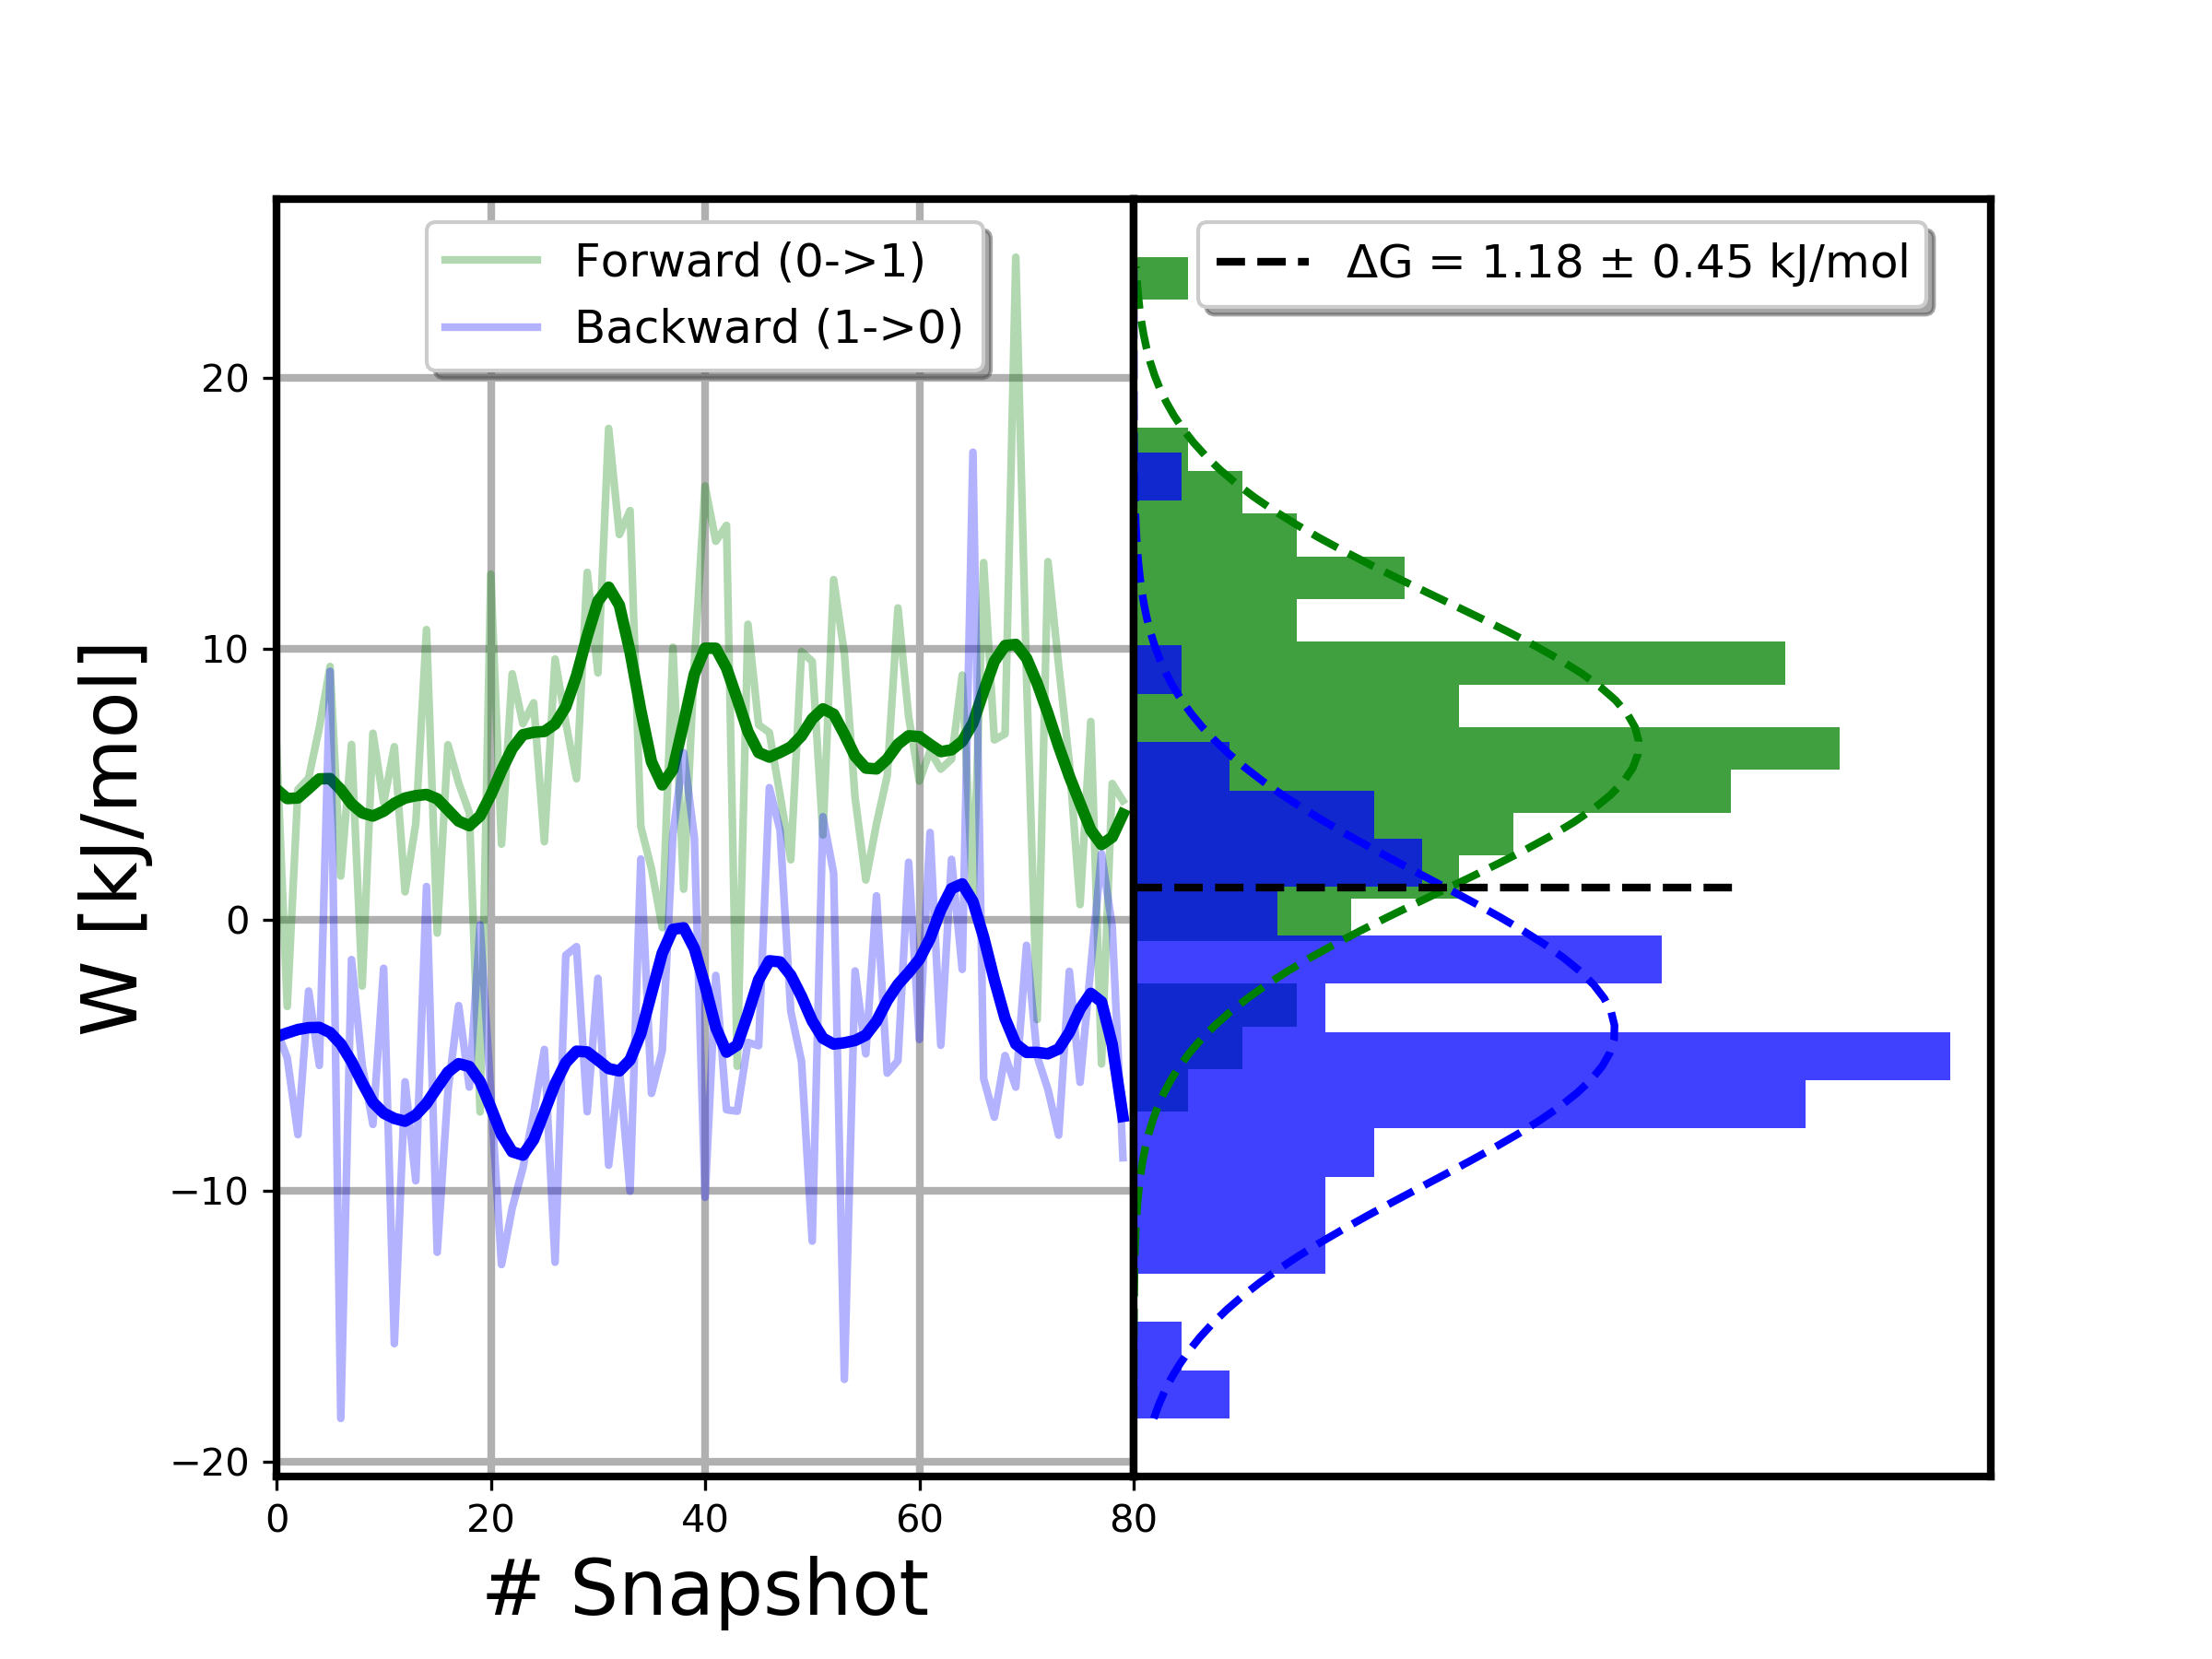 Forward (0->1)
Backward (1->0)
ΔG = 1.18 ± 0.45 kJ/mol
20
10
0
−10
−20
W [kJ/mol]
0 20 40 60 80
# Snapshot